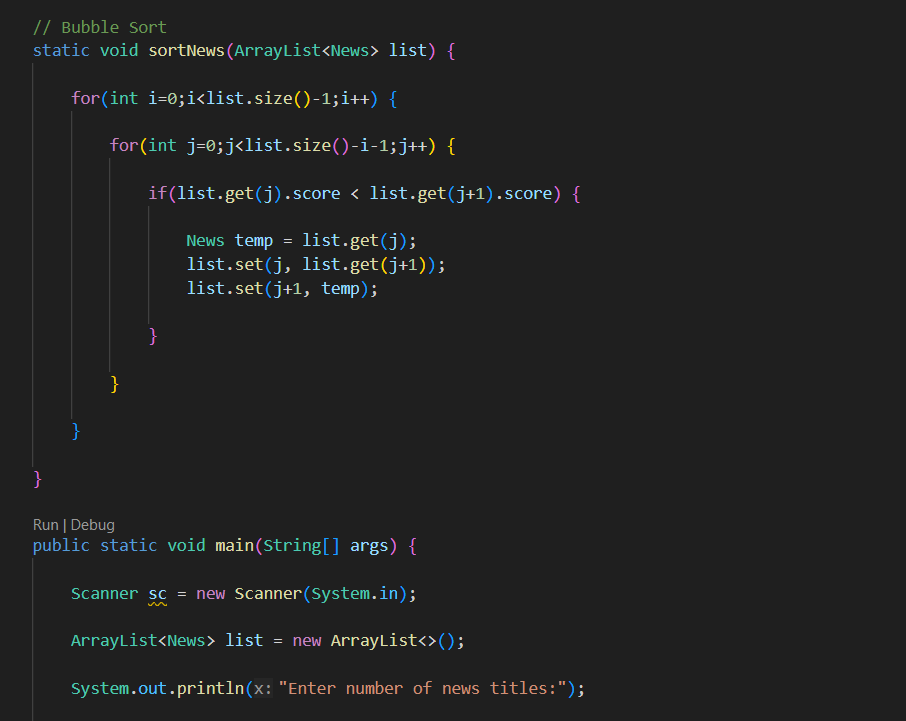 // Bubble Sort
static void sortNews(ArrayList<News> list) {
for(int i=0;i<list.size()-1;i++) {
for(int j=0;j<list.size()-i-1;j++) {
if(list.get(j).score < list.get(j+1).score) {
News temp = list.get(j);
list.set(j, list.get(j+1));
list.set(j+1, temp);
}
}
}
}
Run | Debug
public static void main(String[] args) {
Scanner sc = new Scanner(System.in);
ArrayList<News> list = new ArrayList<>();
System.out.println(x: "Enter number of news titles:");